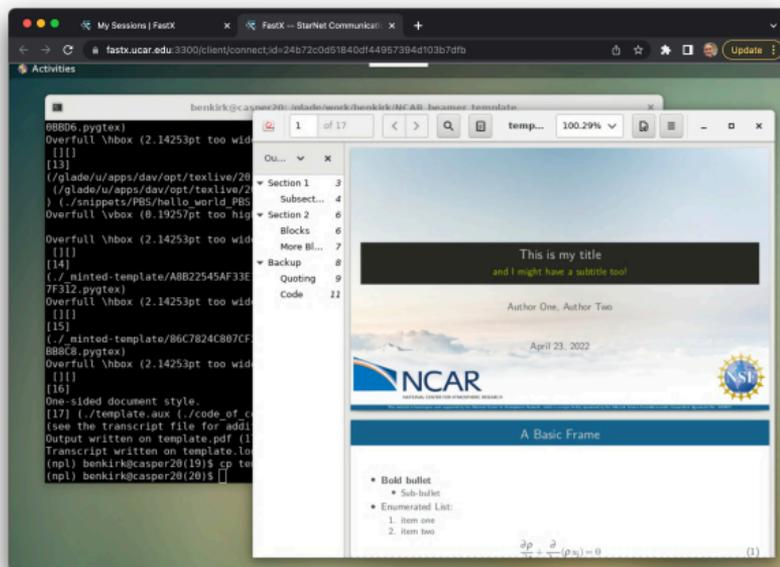 My Sessions | FastX
FastX -- StarNet Communicati
fastx.ucar.edu:3300/client/connect;id=24b72c0d51840df44957394d103b7dfb
Update
Activities
benkirk@casper20: /glade/work/benkirk/NCAR_beamer_template
0BBD6.pygtex)
Overfull \hbox (2.14253pt too wid
[][]
[13]
(/glade/u/apps/dav/opt/texlive/20
(/glade/u/apps/dav/opt/texlive/2
) (./snippets/PBS/hello_world_PBS
Overfull \vbox (0.19257pt too hig
Overfull \hbox (2.14253pt too wid
[][]
[14]
(./_minted-template/A8B22545AF33E
7F312.pygtex)
Overfull \hbox (2.14253pt too wid
[][]
[15]
(./_minted-template/86C7824C807CF
BB8C8.pygtex)
Overfull \hbox (2.14253pt too wid
[][]
[16]
One-sided document style.
[17] (./template.aux (./code_of_c
(see the transcript file for addi
Output written on template.pdf (1
Transcript written on template.lo
(npl) benkirk@casper20(19)$ cp te
(npl) benkirk@casper20(20)$
1 of 17
temp...
100.29%
Ou...
Section 1 3
Subsect... 4
Section 2 6
Blocks 6
More Bl... 7
Backup 8
Quoting 9
Code 11
This is my title
and I might have a subtitle too!
Author One, Author Two
April 23, 2022
NCAR
NATIONAL CENTER FOR ATMOSPHERIC RESEARCH
NSF
A Basic Frame
• Bold bullet
• Sub-bullet
• Enumerated List:
1. item one
2. item two
(1)